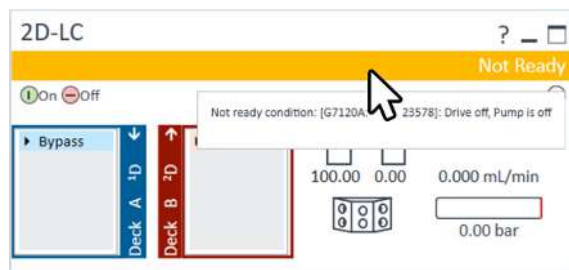 2D-LC ?
Not Ready
On Off
Not ready condition: [G7120A: 23578]: Drive off, Pump is off
Bypass
Deck A ¹D
Deck B ²D
100.00 0.00 0.000 mL/min
0.00 bar